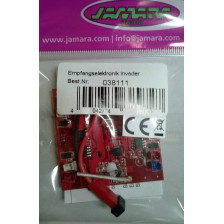 JAMARA
www.jamara.com | info@jamara.com
Empfangselektronik Invader
Best.Nr. 038111
CE